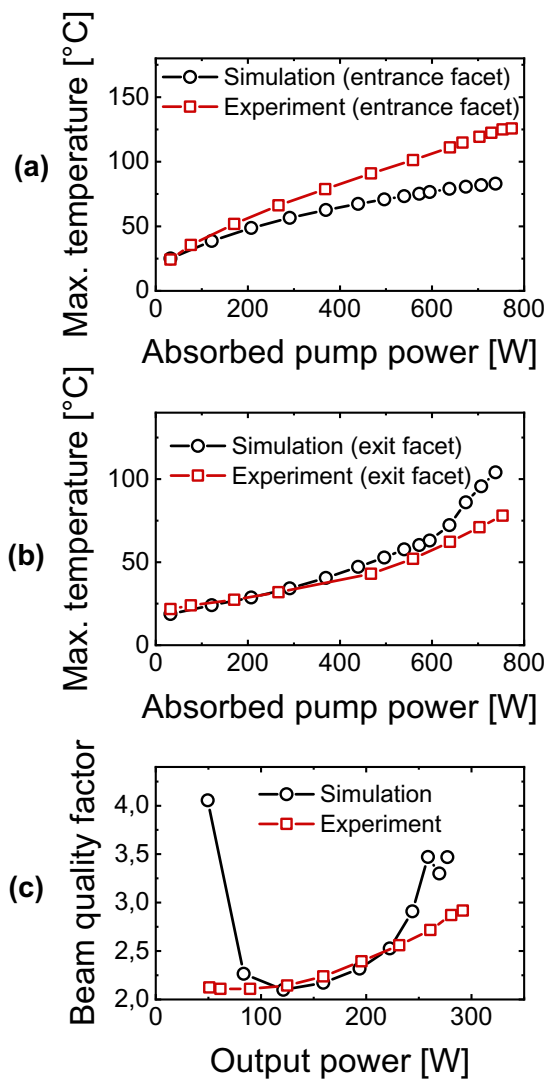 (a)
Max. temperature [°C]
150
100
50
0
Simulation (entrance facet)
Experiment (entrance facet)
0 200 400 600 800
Absorbed pump power [W]
(b)
Max. temperature [°C]
100
50
0
Simulation (exit facet)
Experiment (exit facet)
0 200 400 600 800
Absorbed pump power [W]
(c)
Beam quality factor
4,0
3,5
3,0
2,5
2,0
Simulation
Experiment
0 100 200 300
Output power [W]